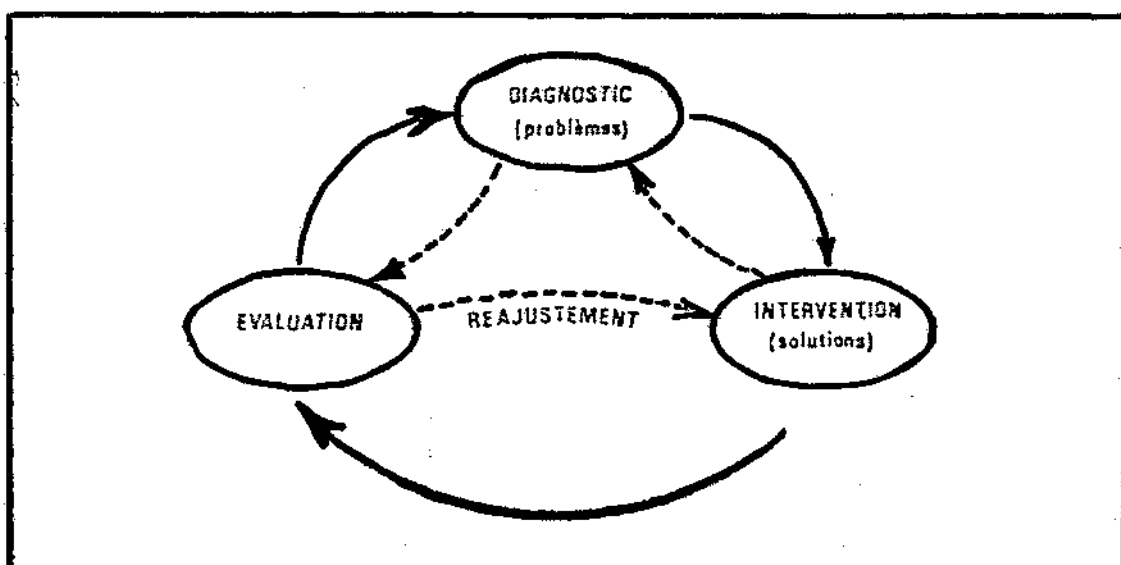 DIAGNOSTIC
(problèmes)
EVALUATION
REAJUSTEMENT
INTERVENTION
(solutions)